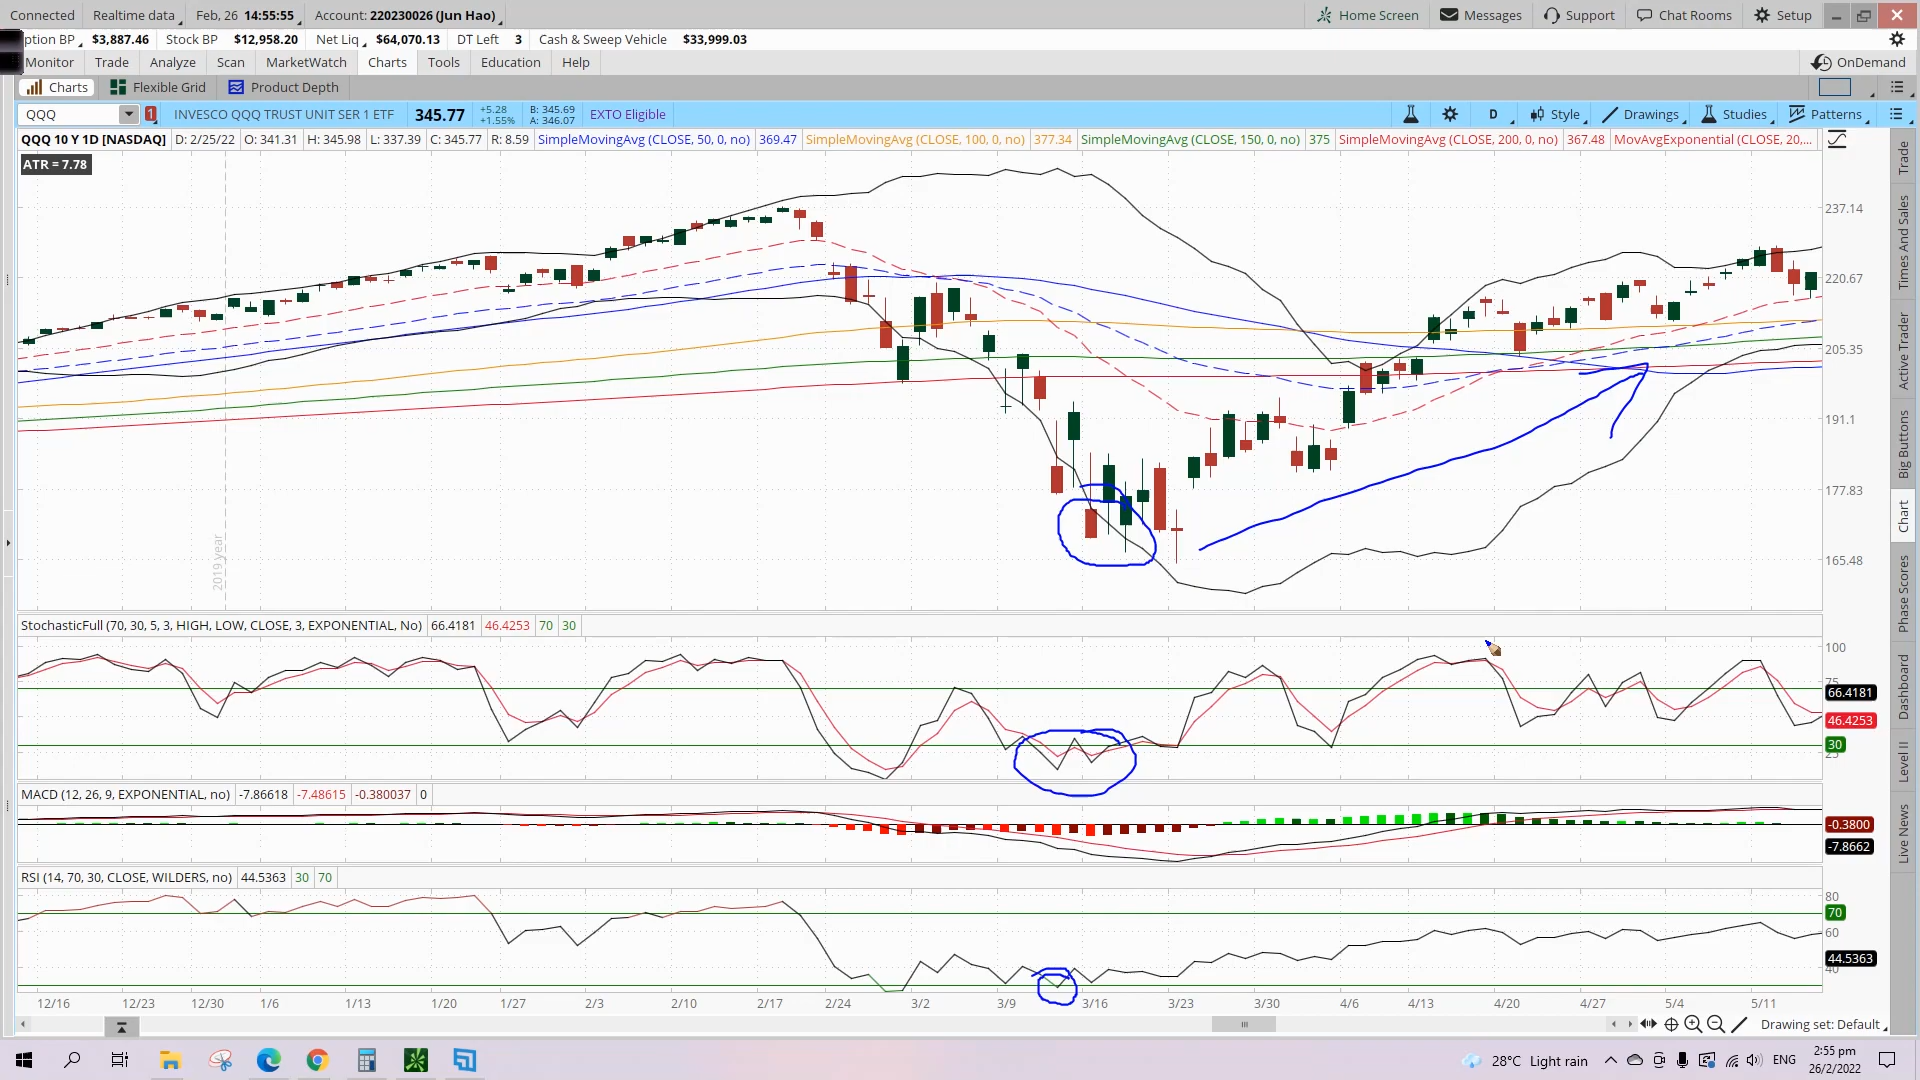 Connected Realtime data Feb, 26 14:55:55 Account: 220230026 (Jun Hao) Home Screen Messages Support Chat Rooms Setup
ption BP $3,887.46 Stock BP $12,958.20 Net Liq $64,070.13 DT Left 3 Cash & Sweep Vehicle $33,999.03
Monitor Trade Analyze Scan MarketWatch Charts Tools Education Help OnDemand
Charts Flexible Grid Product Depth
QQQ 1 INVESCO QQQ TRUST UNIT SER 1 ETF 345.77 +5.28 +1.55% B: 345.69 A: 346.07 EXTO Eligible D Style Drawings Studies Patterns
QQQ 10 Y 1D [NASDAQ] D: 2/25/22 O: 341.31 H: 345.98 L: 337.39 C: 345.77 R: 8.59 SimpleMovingAvg (CLOSE, 50, 0, no) 369.47 SimpleMovingAvg (CLOSE, 100, 0, no) 377.34 SimpleMovingAvg (CLOSE, 150, 0, no) 375 SimpleMovingAvg (CLOSE, 200, 0, no) 367.48 MovAvgExponential (CLOSE, 20,...
ATR = 7.78
237.14
220.67
205.35
191.1
177.83
165.48
2019 year
StochasticFull (70, 30, 5, 3, HIGH, LOW, CLOSE, 3, EXPONENTIAL, No) 66.4181 46.4253 70 30
100
75
66.4181
46.4253
30
25
MACD (12, 26, 9, EXPONENTIAL, no) -7.86618 -7.48615 -0.380037 0
-0.3800
-7.8662
RSI (14, 70, 30, CLOSE, WILDERS, no) 44.5363 30 70
80
70
60
44.5363
40
12/16 12/23 12/30 1/6 1/13 1/20 1/27 2/3 2/10 2/17 2/24 3/2 3/9 3/16 3/23 3/30 4/6 4/13 4/20 4/27 5/4 5/11
Drawing set: Default
Trade
Times And Sales
Active Trader
Big Buttons
Chart
Phase Scores
Dashboard
Level II
Live News
28°C Light rain ENG 2:55 pm
26/2/2022